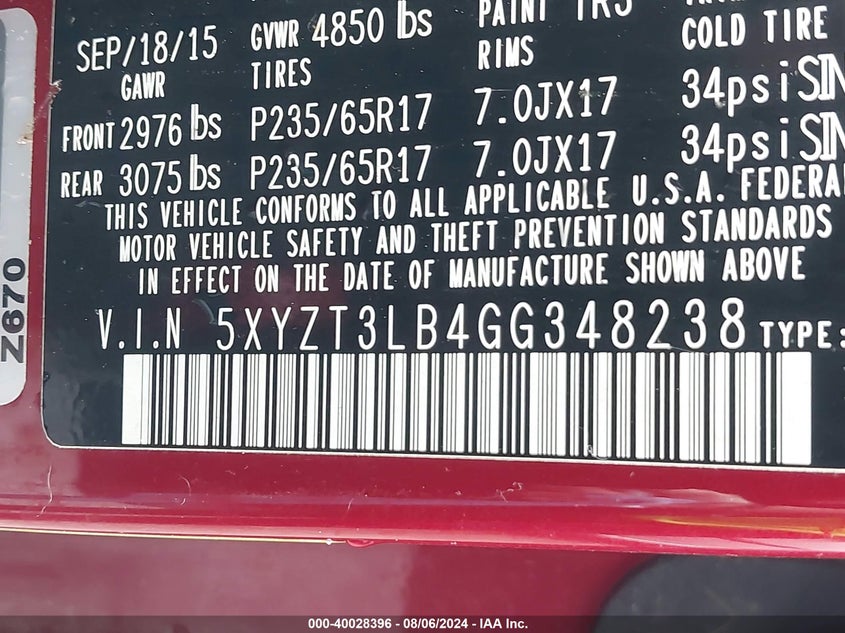 SEP/18/15 GVWR 4850 lbs PAINT TR3
GAWR TIRES RIMS COLD TIRE
FRONT 2976 lbs P235/65R17 7.0JX17 34psi
REAR 3075 lbs P235/65R17 7.0JX17 34psi
THIS VEHICLE CONFORMS TO ALL APPLICABLE U.S.A. FEDERAL
MOTOR VEHICLE SAFETY AND THEFT PREVENTION STANDARDS
IN EFFECT ON THE DATE OF MANUFACTURE SHOWN ABOVE
V.I.N 5XYZT3LB4GG348238 TYPE:
Z670
000-40028396 - 08/06/2024 - IAA Inc.